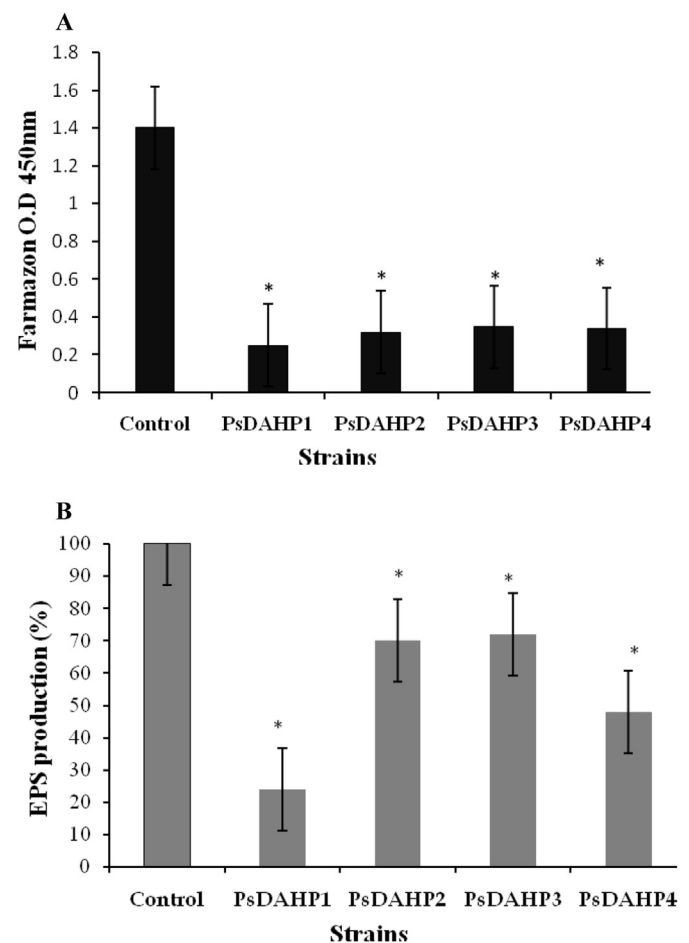 A
Farmazon O.D 450nm
1.8
1.6
1.4
1.2
1
0.8
0.6
0.4
0.2
0
* * * *
Control PsDAHP1 PsDAHP2 PsDAHP3 PsDAHP4
Strains
B
EPS production (%)
100
90
80
70
60
50
40
30
20
10
0
* * * *
Control PsDAHP1 PsDAHP2 PsDAHP3 PsDAHP4
Strains